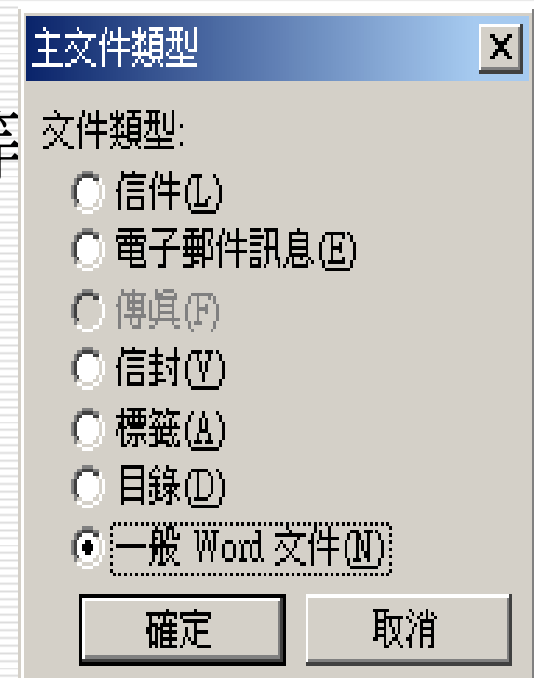 主文件類型
文件類型:
信件(L)
電子郵件訊息(E)
傳真(F)
信封(V)
標籤(A)
目錄(D)
一般 Word 文件(N)
確定 取消